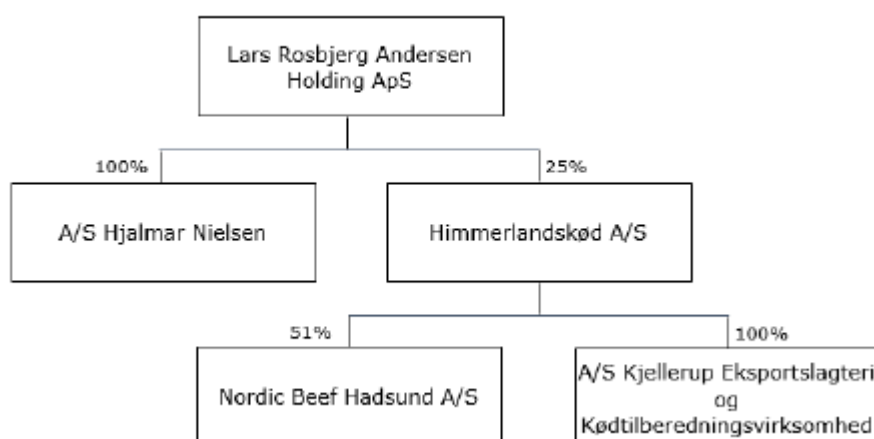 Lars Rosbjerg Andersen
Holding ApS
100%
25%
A/S Hjalmar Nielsen
Himmerlandskød A/S
51%
100%
Nordic Beef Hadsund A/S
A/S Kjellerup Eksportslagteri
og
Kødtilberedningsvirksomhed